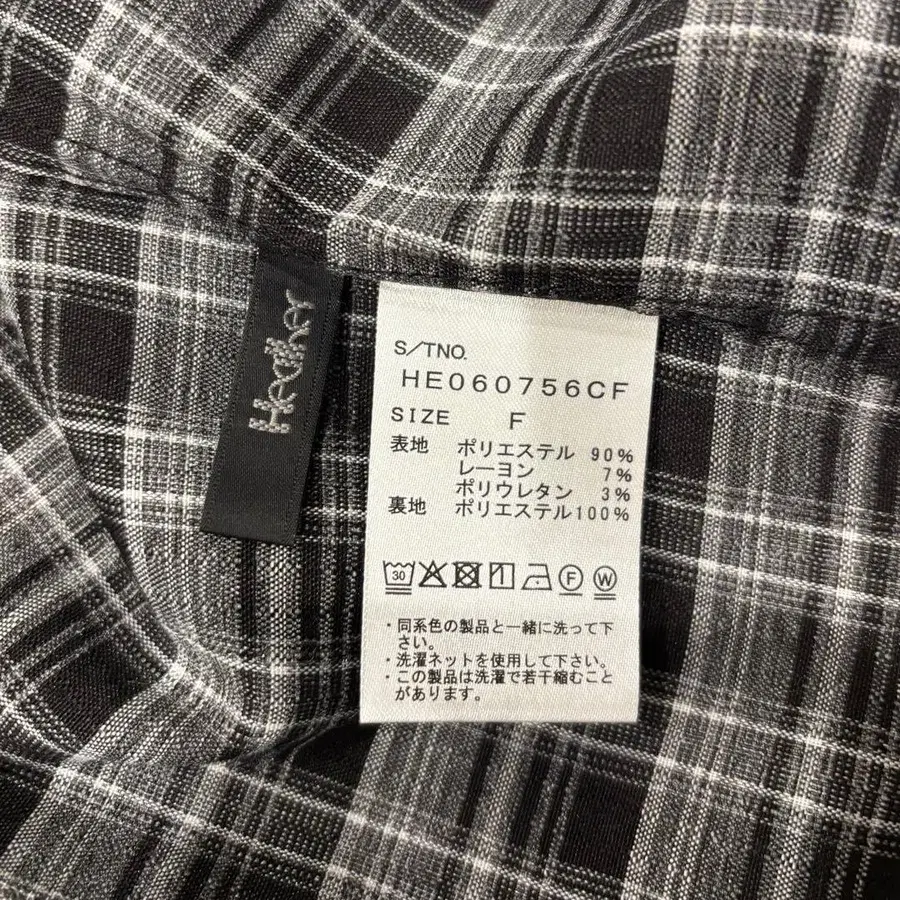 Heather
S/TNO.
HE060756CF
SIZE F
表地 ポリエステル 90%
レーヨン 7%
ポリウレタン 3%
裏地 ポリエステル100%
30 F W
・同系色の製品と一緒に洗って下
さい。
・洗濯ネットを使用して下さい。
・この製品は洗濯で若干縮むこと
があります。